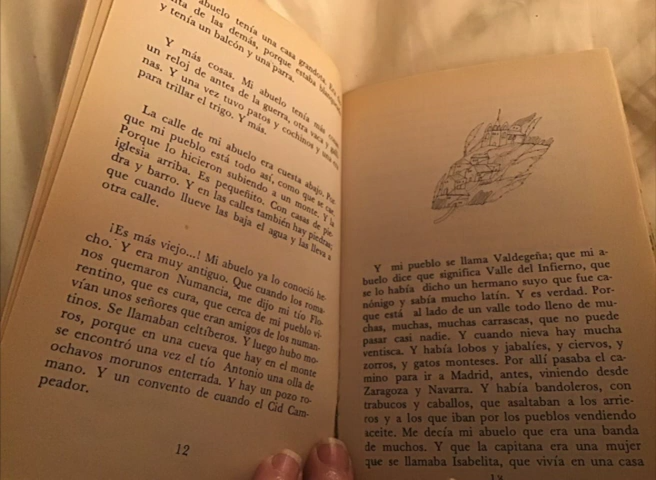 abuelo tenía una casa grandota. Era
de las demás, porque estaba
y tenía un balcón y una parra.
Y más cosas. Mi abuelo tenía más
un reloj de antes de la guerra, otra vaca y
nas. Y una vez tuvo patos y cochinos y una
para trillar el trigo. Y más.
La calle de mi abuelo era cuesta abajo.
que mi pueblo está todo así, como que se cae.
Porque lo hicieron subiendo a un monte. Y la
iglesia arriba. Es pequeñito. Con casas de pie-
dra y barro. Y en las calles también hay piedras;
que cuando llueve las baja el agua y las lleva a
otra calle.
¡Es más viejo...! Mi abuelo ya lo conoció he-
cho. Y era muy antiguo. Que cuando los roma-
nos quemaron Numancia, me dijo mi tío Flo-
rentino, que es cura, que cerca de mi pueblo vi-
vían unos señores que eran amigos de los numan-
tinos. Se llamaban celtíberos. Y luego hubo mo-
ros, porque en una cueva que hay en el monte
se encontró una vez el tío Antonio una olla de
ochavos morunos enterrada. Y hay un pozo ro-
mano. Y un convento de cuando el Cid Cam-
peador.
12
Y mi pueblo se llama Valdegeña; que mi a-
buelo dice que significa Valle del Infierno, que
se lo había dicho un hermano suyo que fue ca-
nónigo y sabía mucho latín. Y es verdad. Por-
que está al lado de un valle todo lleno de mu-
chas, muchas, muchas carrascas, que no puede
pasar casi nadie. Y cuando nieva hay mucha
ventisca. Y había lobos y jabalíes, y ciervos, y
zorros, y gatos monteses. Por allí pasaba el ca-
mino para ir a Madrid, antes, viniendo desde
Zaragoza y Navarra. Y había bandoleros, con
trabucos y caballos, que asaltaban a los arrie-
ros y a los que iban por los pueblos vendiendo
aceite. Me decía mi abuelo que era una banda
de muchos. Y que la capitana era una mujer
que se llamaba Isabelita, que vivía en una casa